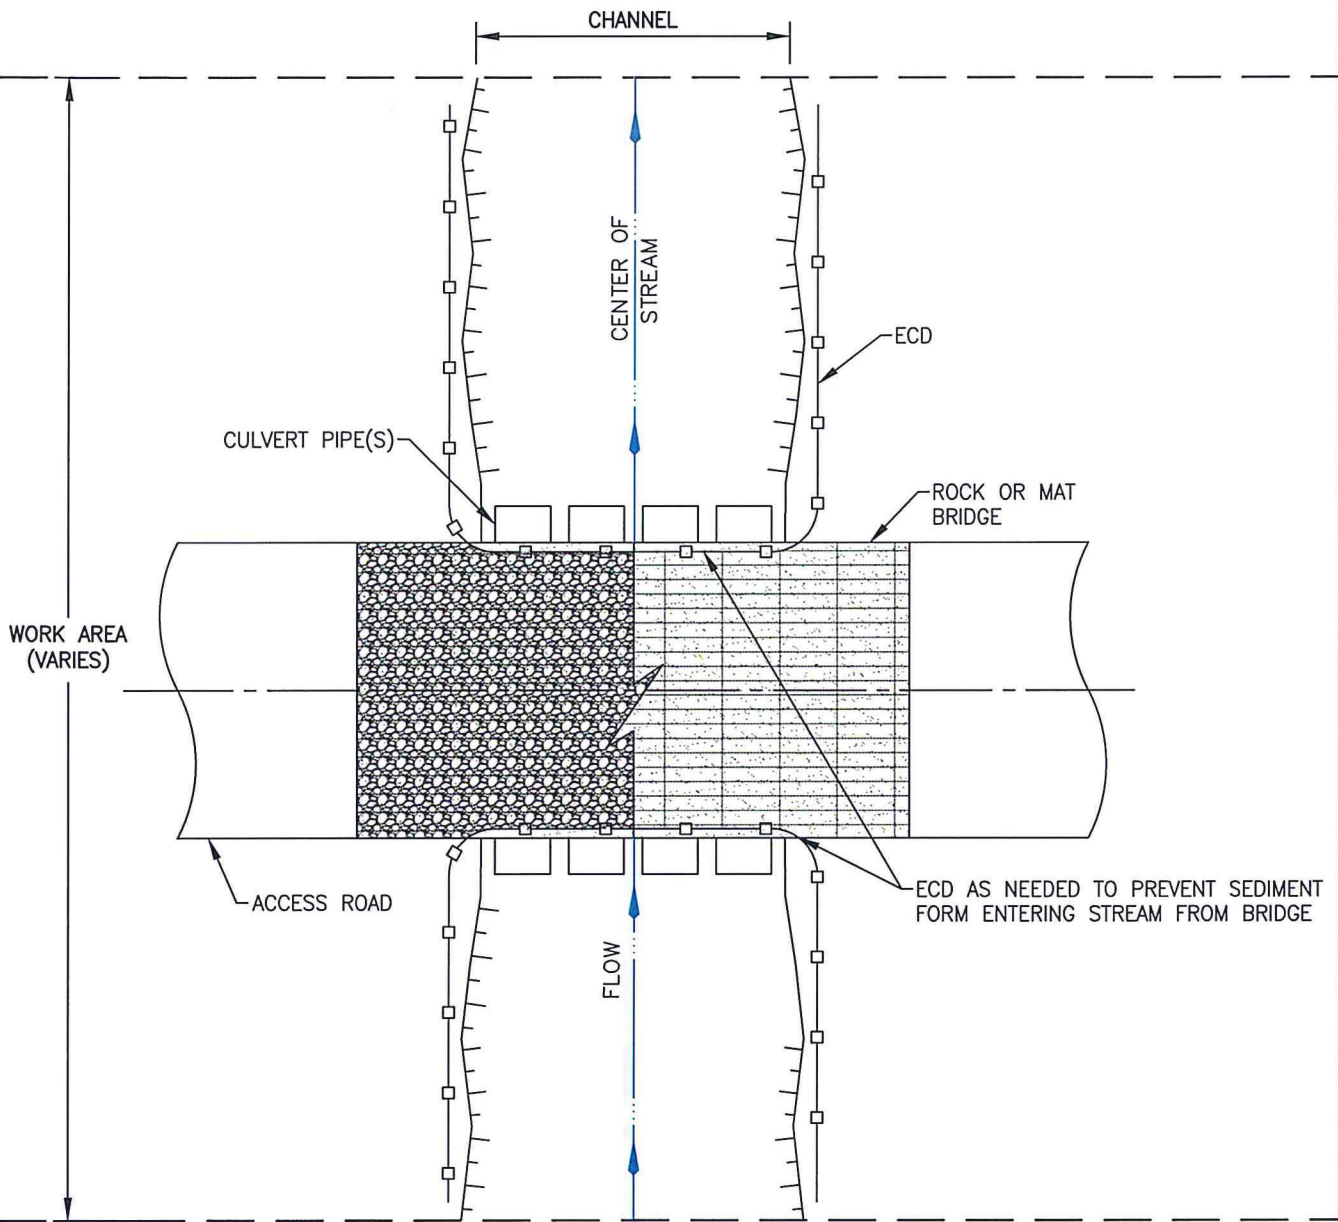 CHANNEL
CENTER OF
STREAM
ECD
CULVERT PIPE(S)
ROCK OR MAT
BRIDGE
WORK AREA
(VARIES)
ACCESS ROAD
ECD AS NEEDED TO PREVENT SEDIMENT
FORM ENTERING STREAM FROM BRIDGE
FLOW